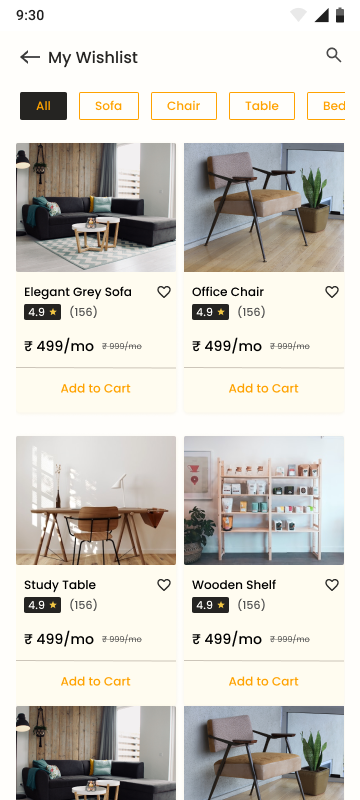 9:30
My Wishlist
All Sofa Chair Table Bed
Elegant Grey Sofa
4.9 (156)
₹ 499/mo ₹ 999/mo
Add to Cart
Office Chair
4.9 (156)
₹ 499/mo ₹ 999/mo
Add to Cart
Study Table
4.9 (156)
₹ 499/mo ₹ 999/mo
Add to Cart
Wooden Shelf
4.9 (156)
₹ 499/mo ₹ 999/mo
Add to Cart